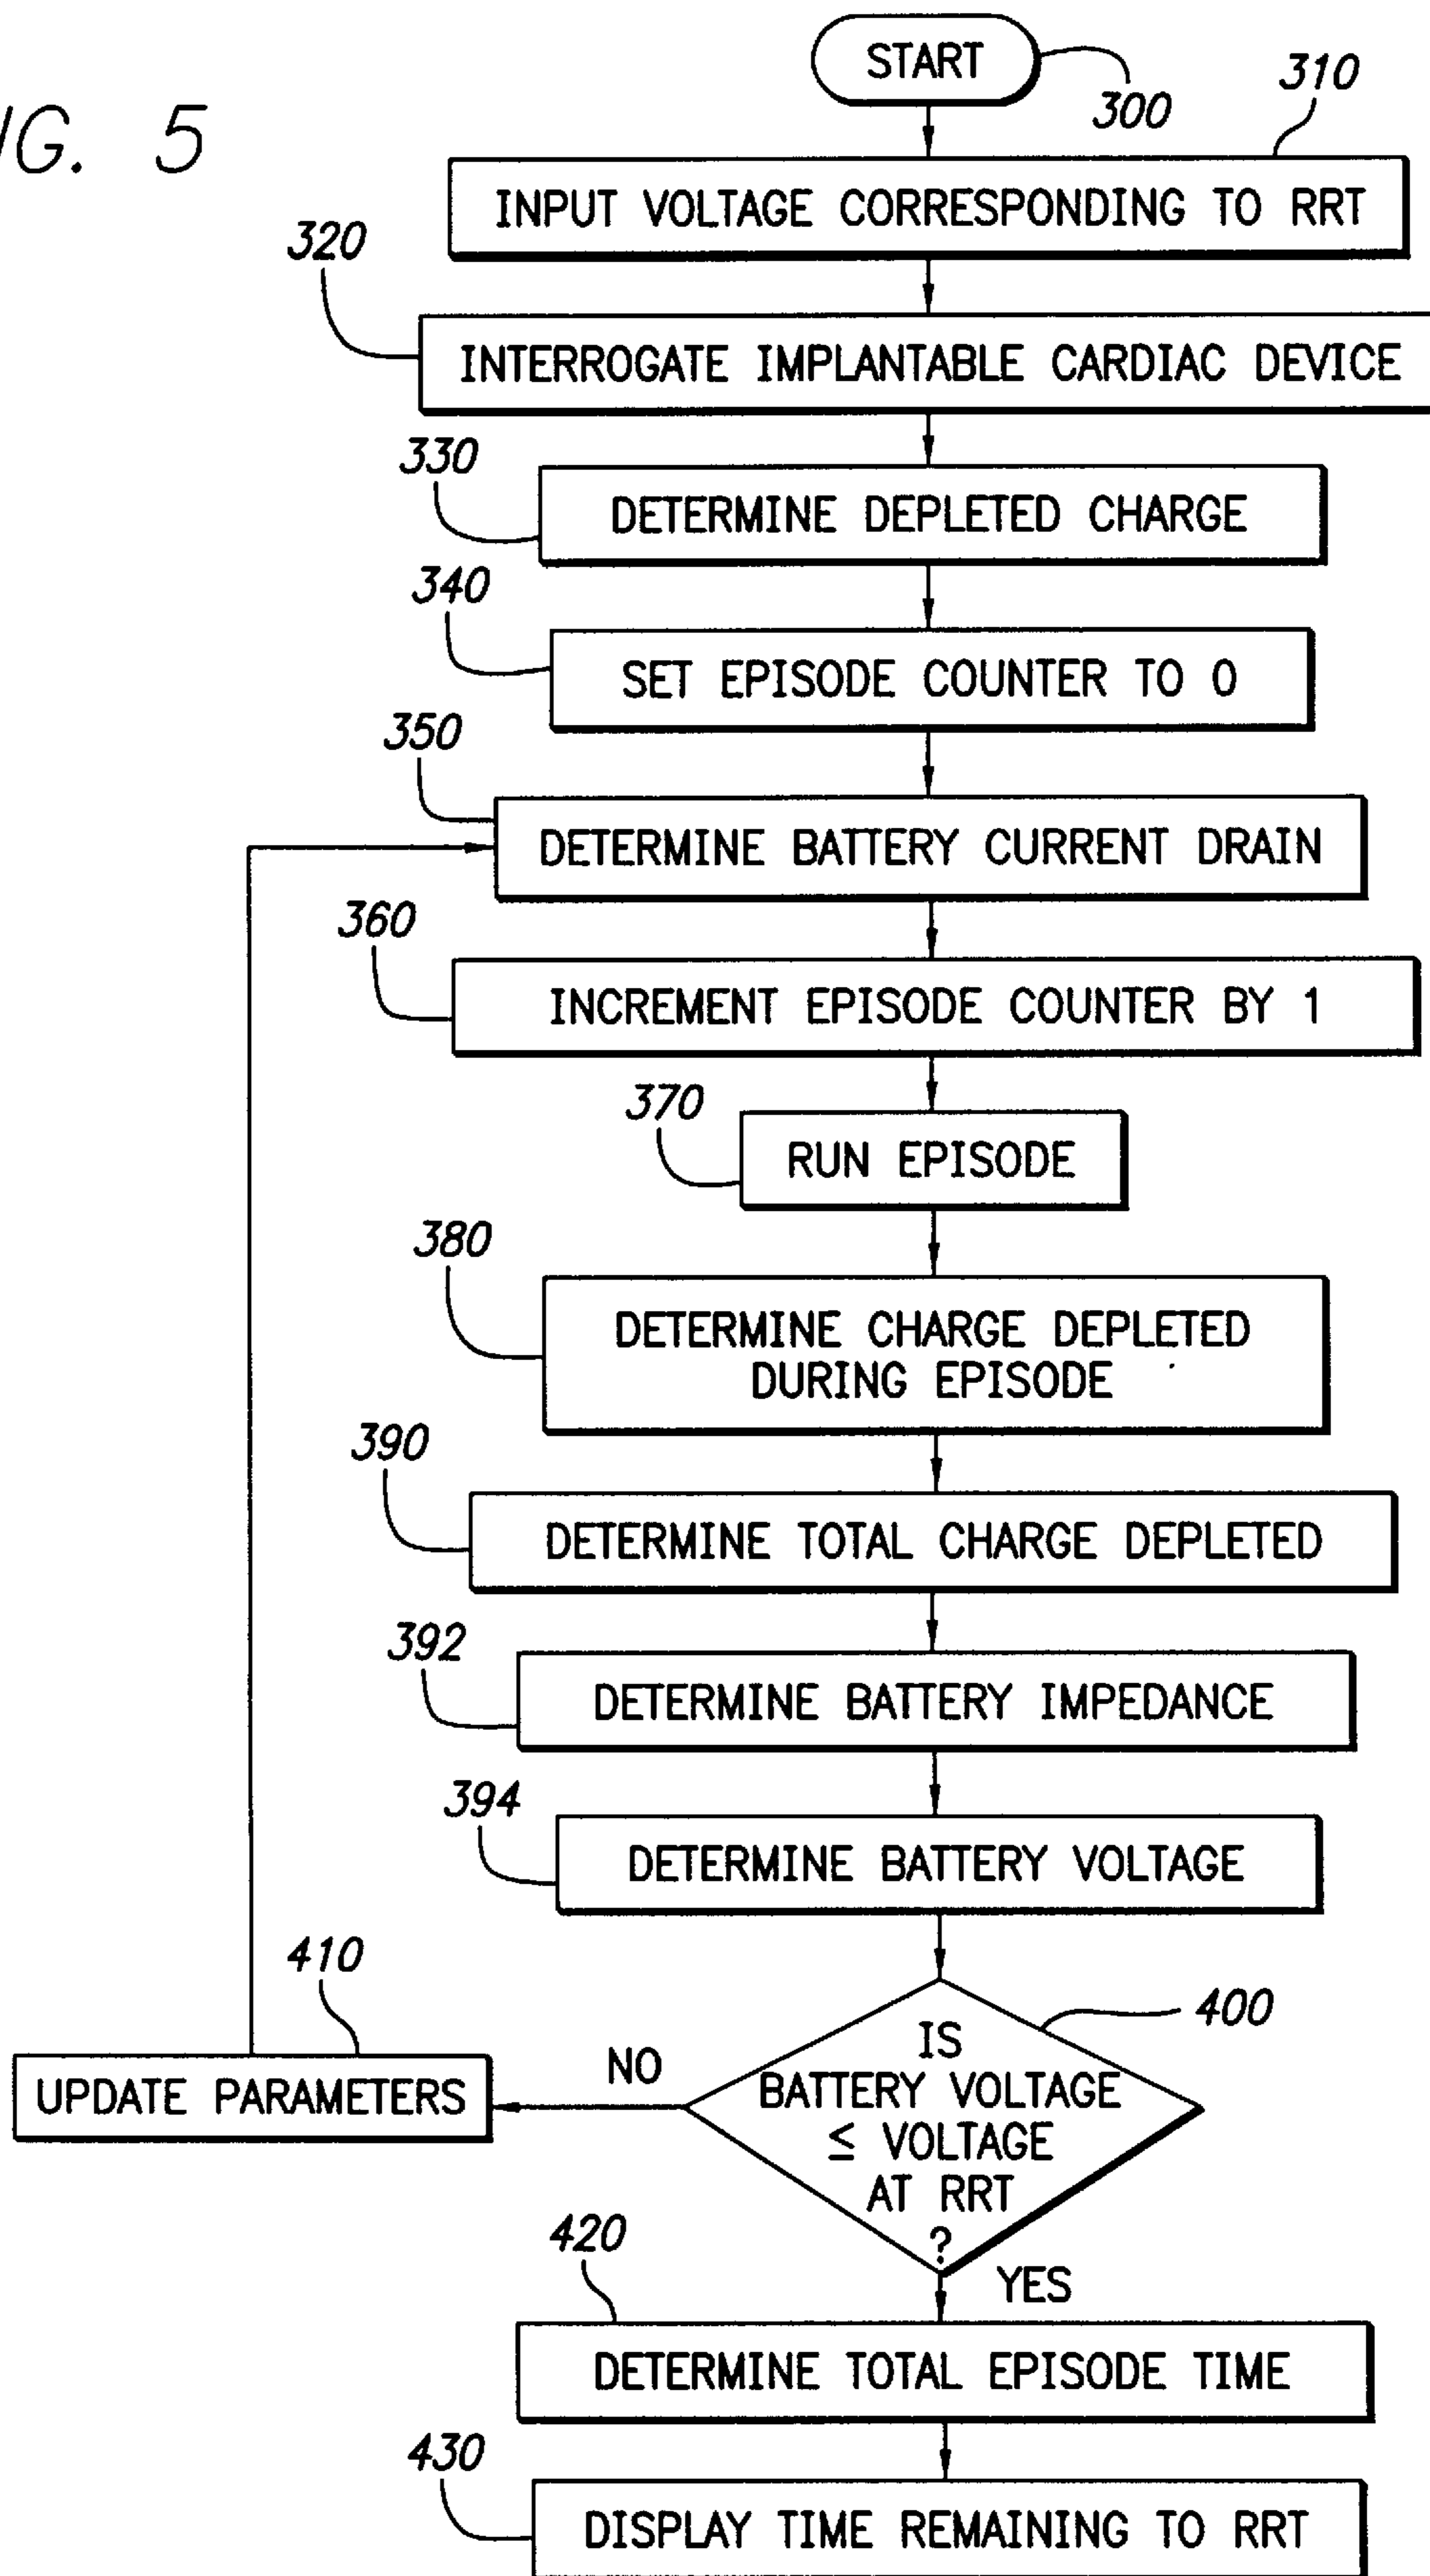 G. 5
START
300
310
INPUT VOLTAGE CORRESPONDING TO RRT
320
INTERROGATE IMPLANTABLE CARDIAC DEVICE
330
DETERMINE DEPLETED CHARGE
340
SET EPISODE COUNTER TO 0
350
DETERMINE BATTERY CURRENT DRAIN
360
INCREMENT EPISODE COUNTER BY 1
370
RUN EPISODE
380
DETERMINE CHARGE DEPLETED
DURING EPISODE
390
DETERMINE TOTAL CHARGE DEPLETED
392
DETERMINE BATTERY IMPEDANCE
394
DETERMINE BATTERY VOLTAGE
410
UPDATE PARAMETERS
NO
400
IS
BATTERY VOLTAGE
≤ VOLTAGE
AT RRT
?
YES
420
DETERMINE TOTAL EPISODE TIME
430
DISPLAY TIME REMAINING TO RRT